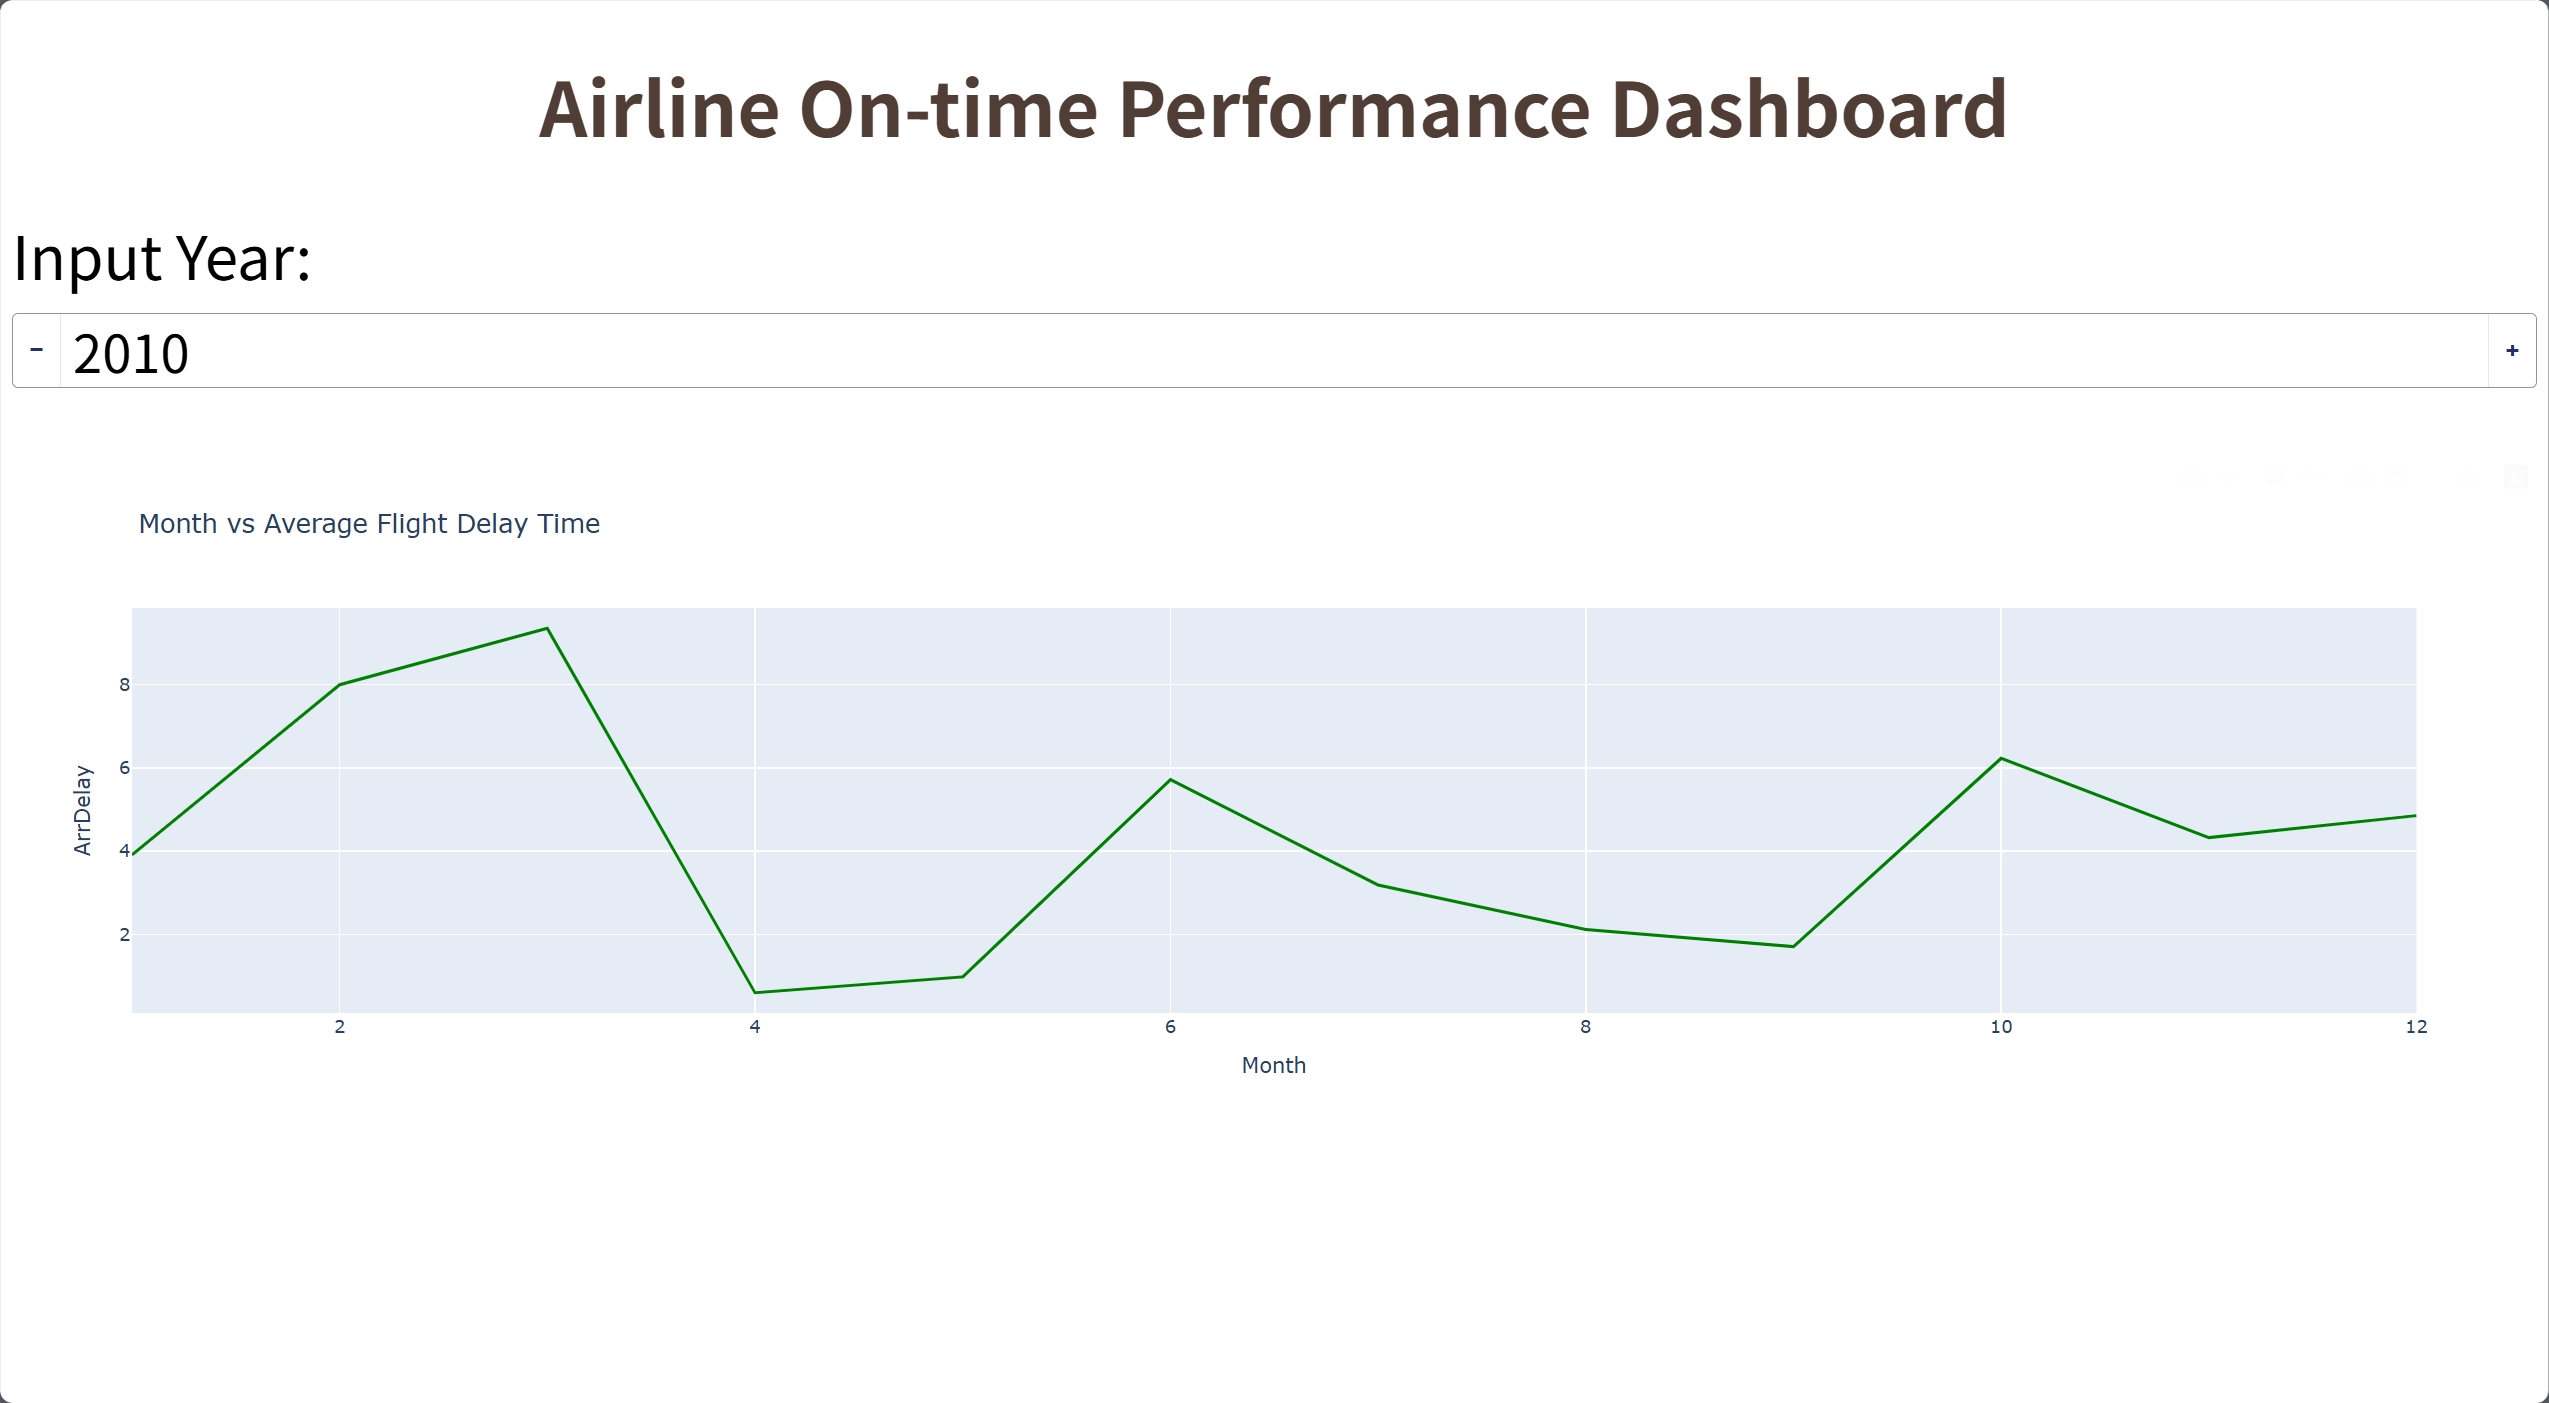 Airline On-time Performance Dashboard
Input Year:
- 2010 +
Month vs Average Flight Delay Time
8
6
4
2
ArrDelay
2 4 6 8 10 12
Month